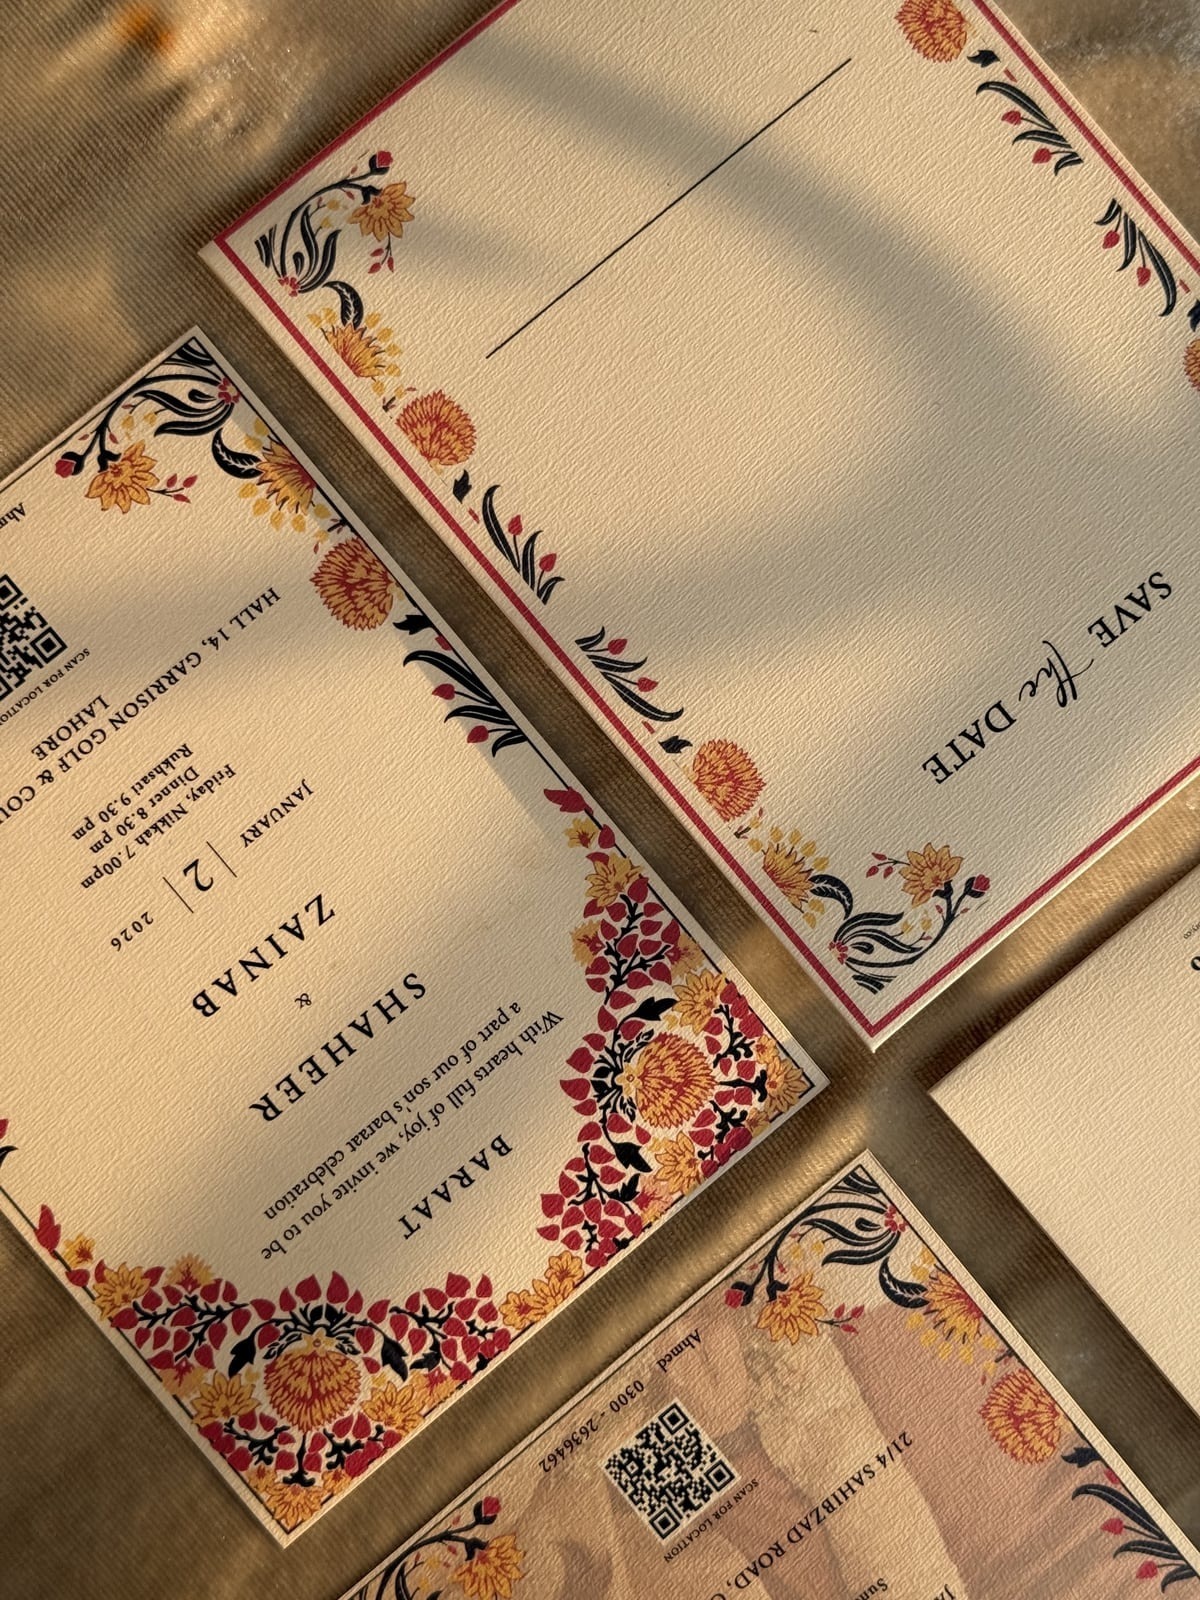 SAVE the DATE
BARAAT
With hearts full of joy, we invite you to be
a part of our son's baraat celebration
SHAHEER
&
ZAINAB
JANUARY 2 2026
Friday, Nikkah 7.00pm
Dinner 8.30 pm
Rukhsati 9.30 pm
HALL 14, GARRISON GOLF &
LAHORE
SCAN FOR LOCATION
21/4 SAHIBZAD ROAD,
SCAN FOR LOCATION
Ahmed 0300 - 2636462